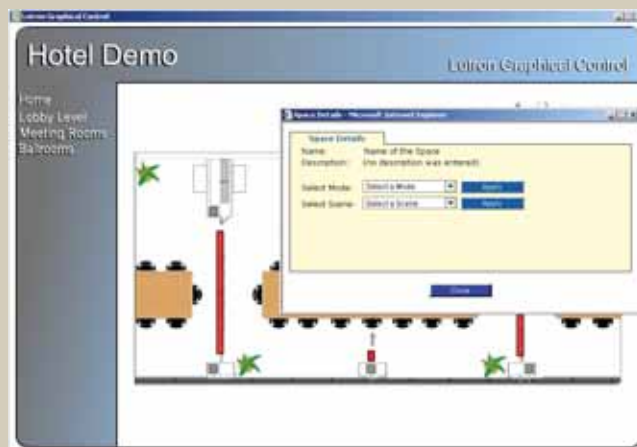 Lutron Graphical Control
Hotel Demo
Lutron Graphical Control
Home
Lobby Level
Meeting Rooms
Ballrooms
Space Details - Microsoft Internet Explorer
Space Details
Name: Name of the Space
Description: (no description was entered)
Select Mode: Select a Mode Apply
Select Scene: Select a Scene Apply
Close